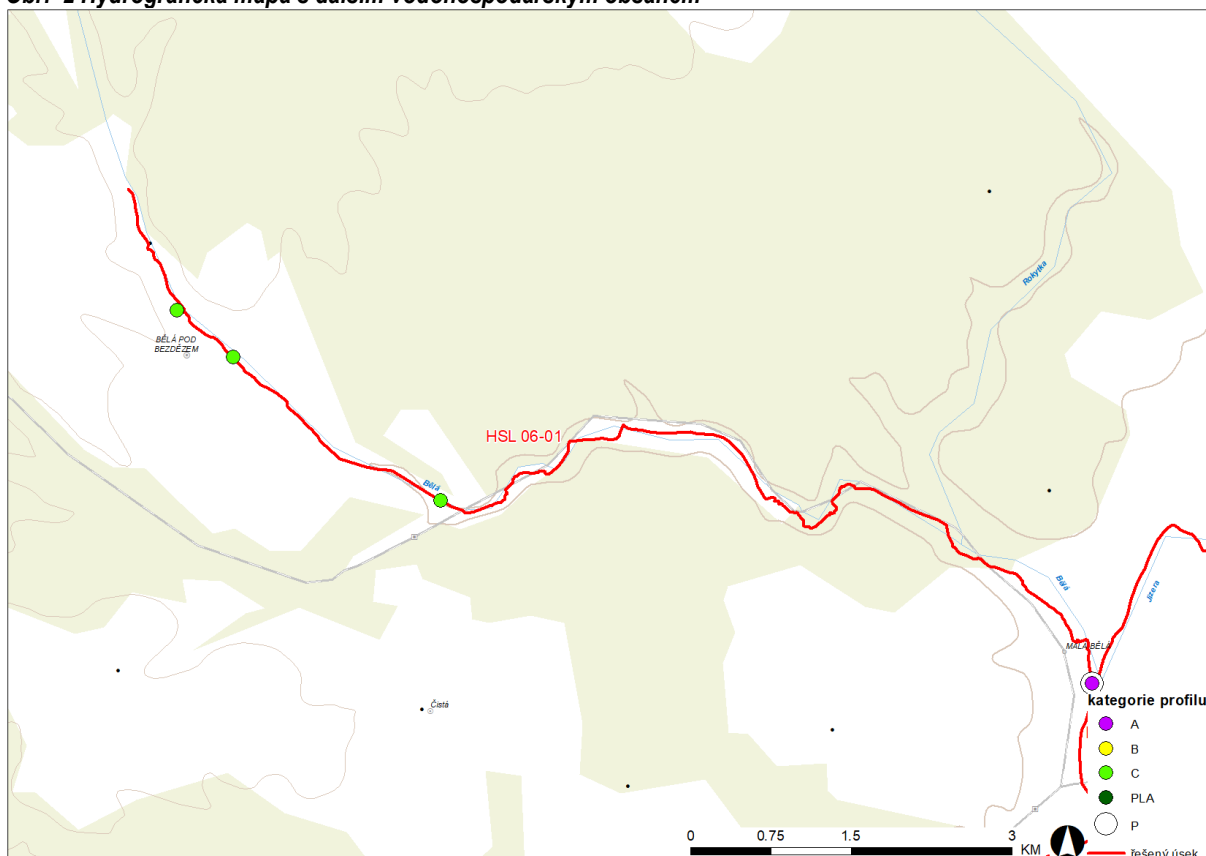 Rokytka
BĚLÁ POD
BEZDĚZEM
HSL 06-01
Bělá
Bělá
Jizera
MALÁ BĚLÁ
Čistá
kategorie profilu
A
B
C
PLA
P
řešený úsek
0 0.75 1.5 3
KM